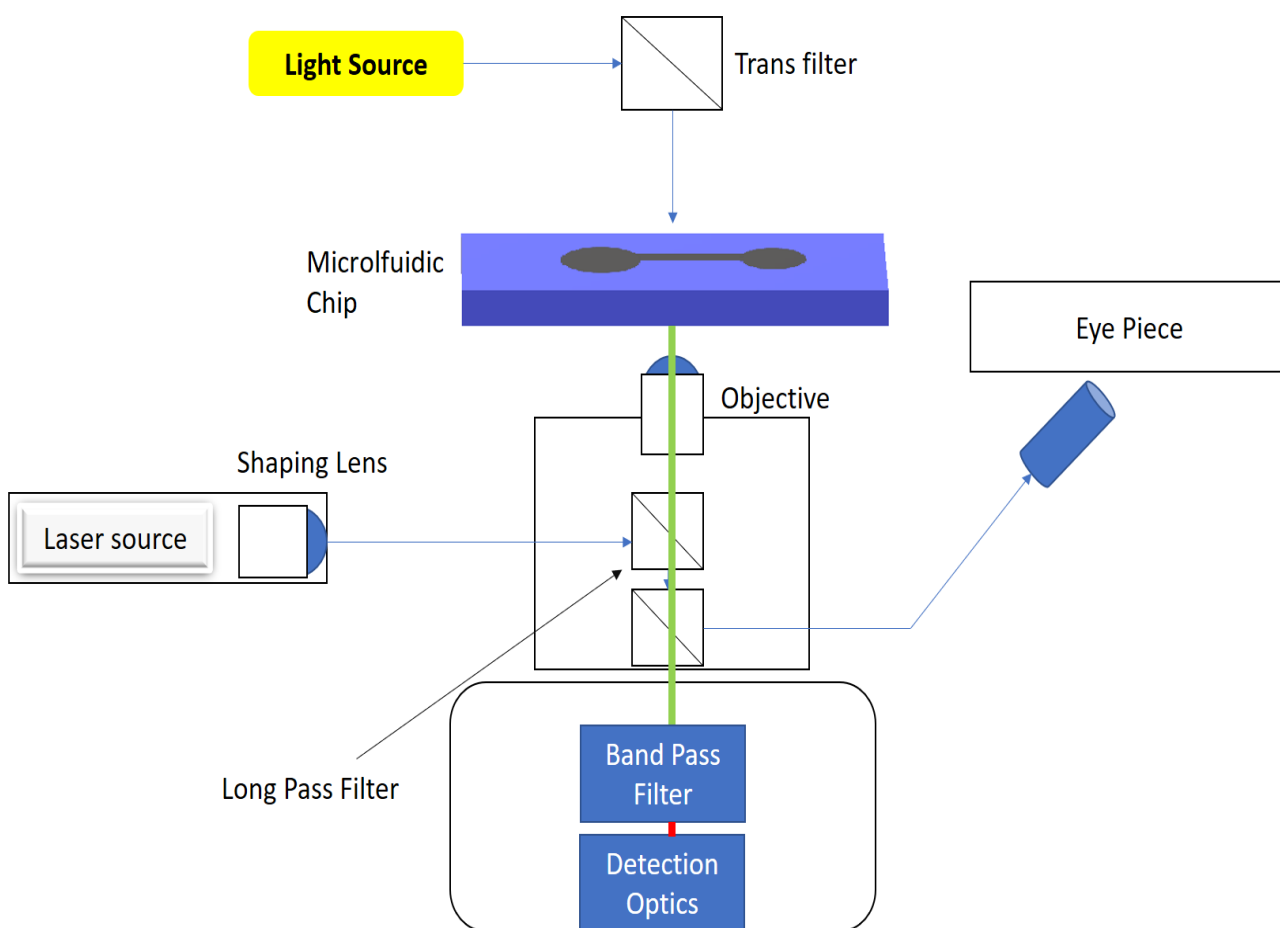 Light Source
Trans filter
Microlfuidic
Chip
Eye Piece
Objective
Shaping Lens
Laser source
Long Pass Filter
Band Pass
Filter
Detection
Optics